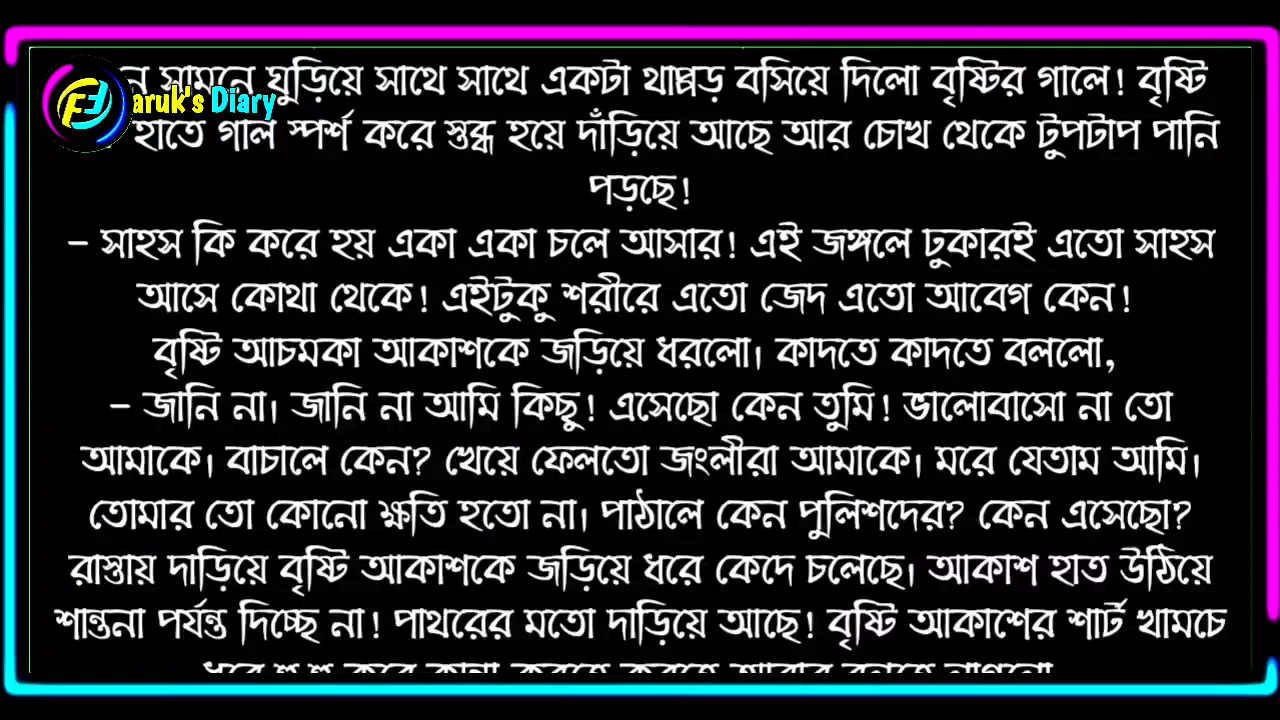 সামনে ঘুড়িয়ে সাথে সাথে একটা থাপ্পড় বসিয়ে দিলো বৃষ্টির গালে! বৃষ্টি
aruk's Diary
হাতে গাল স্পর্শ করে স্তব্ধ হয়ে দাঁড়িয়ে আছে আর চোখ থেকে টুপটাপ পানি
পড়ছে!
– সাহস কি করে হয় একা একা চলে আসার! এই জঙ্গলে ঢুকারই এতো সাহস
আসে কোথা থেকে! এইটুকু শরীরে এতো জেদ এতো আবেগ কেন!
বৃষ্টি আচমকা আকাশকে জড়িয়ে ধরলো। কাদতে কাদতে বললো,
– জানি না। জানি না আমি কিছু! এসেছো কেন তুমি! ভালোবাসো না তো
আমাকে। বাচালে কেন? খেয়ে ফেলতো জংলীরা আমাকে। মরে যেতাম আমি।
তোমার তো কোনো ক্ষতি হতো না। পাঠালে কেন পুলিশদের? কেন এসেছো?
রাস্তায় দাড়িয়ে বৃষ্টি আকাশকে জড়িয়ে ধরে কেদে চলেছে। আকাশ হাত উঠিয়ে
শান্তনা পর্যন্ত দিচ্ছে না! পাথরের মতো দাড়িয়ে আছে! বৃষ্টি আকাশের শার্ট খামচে